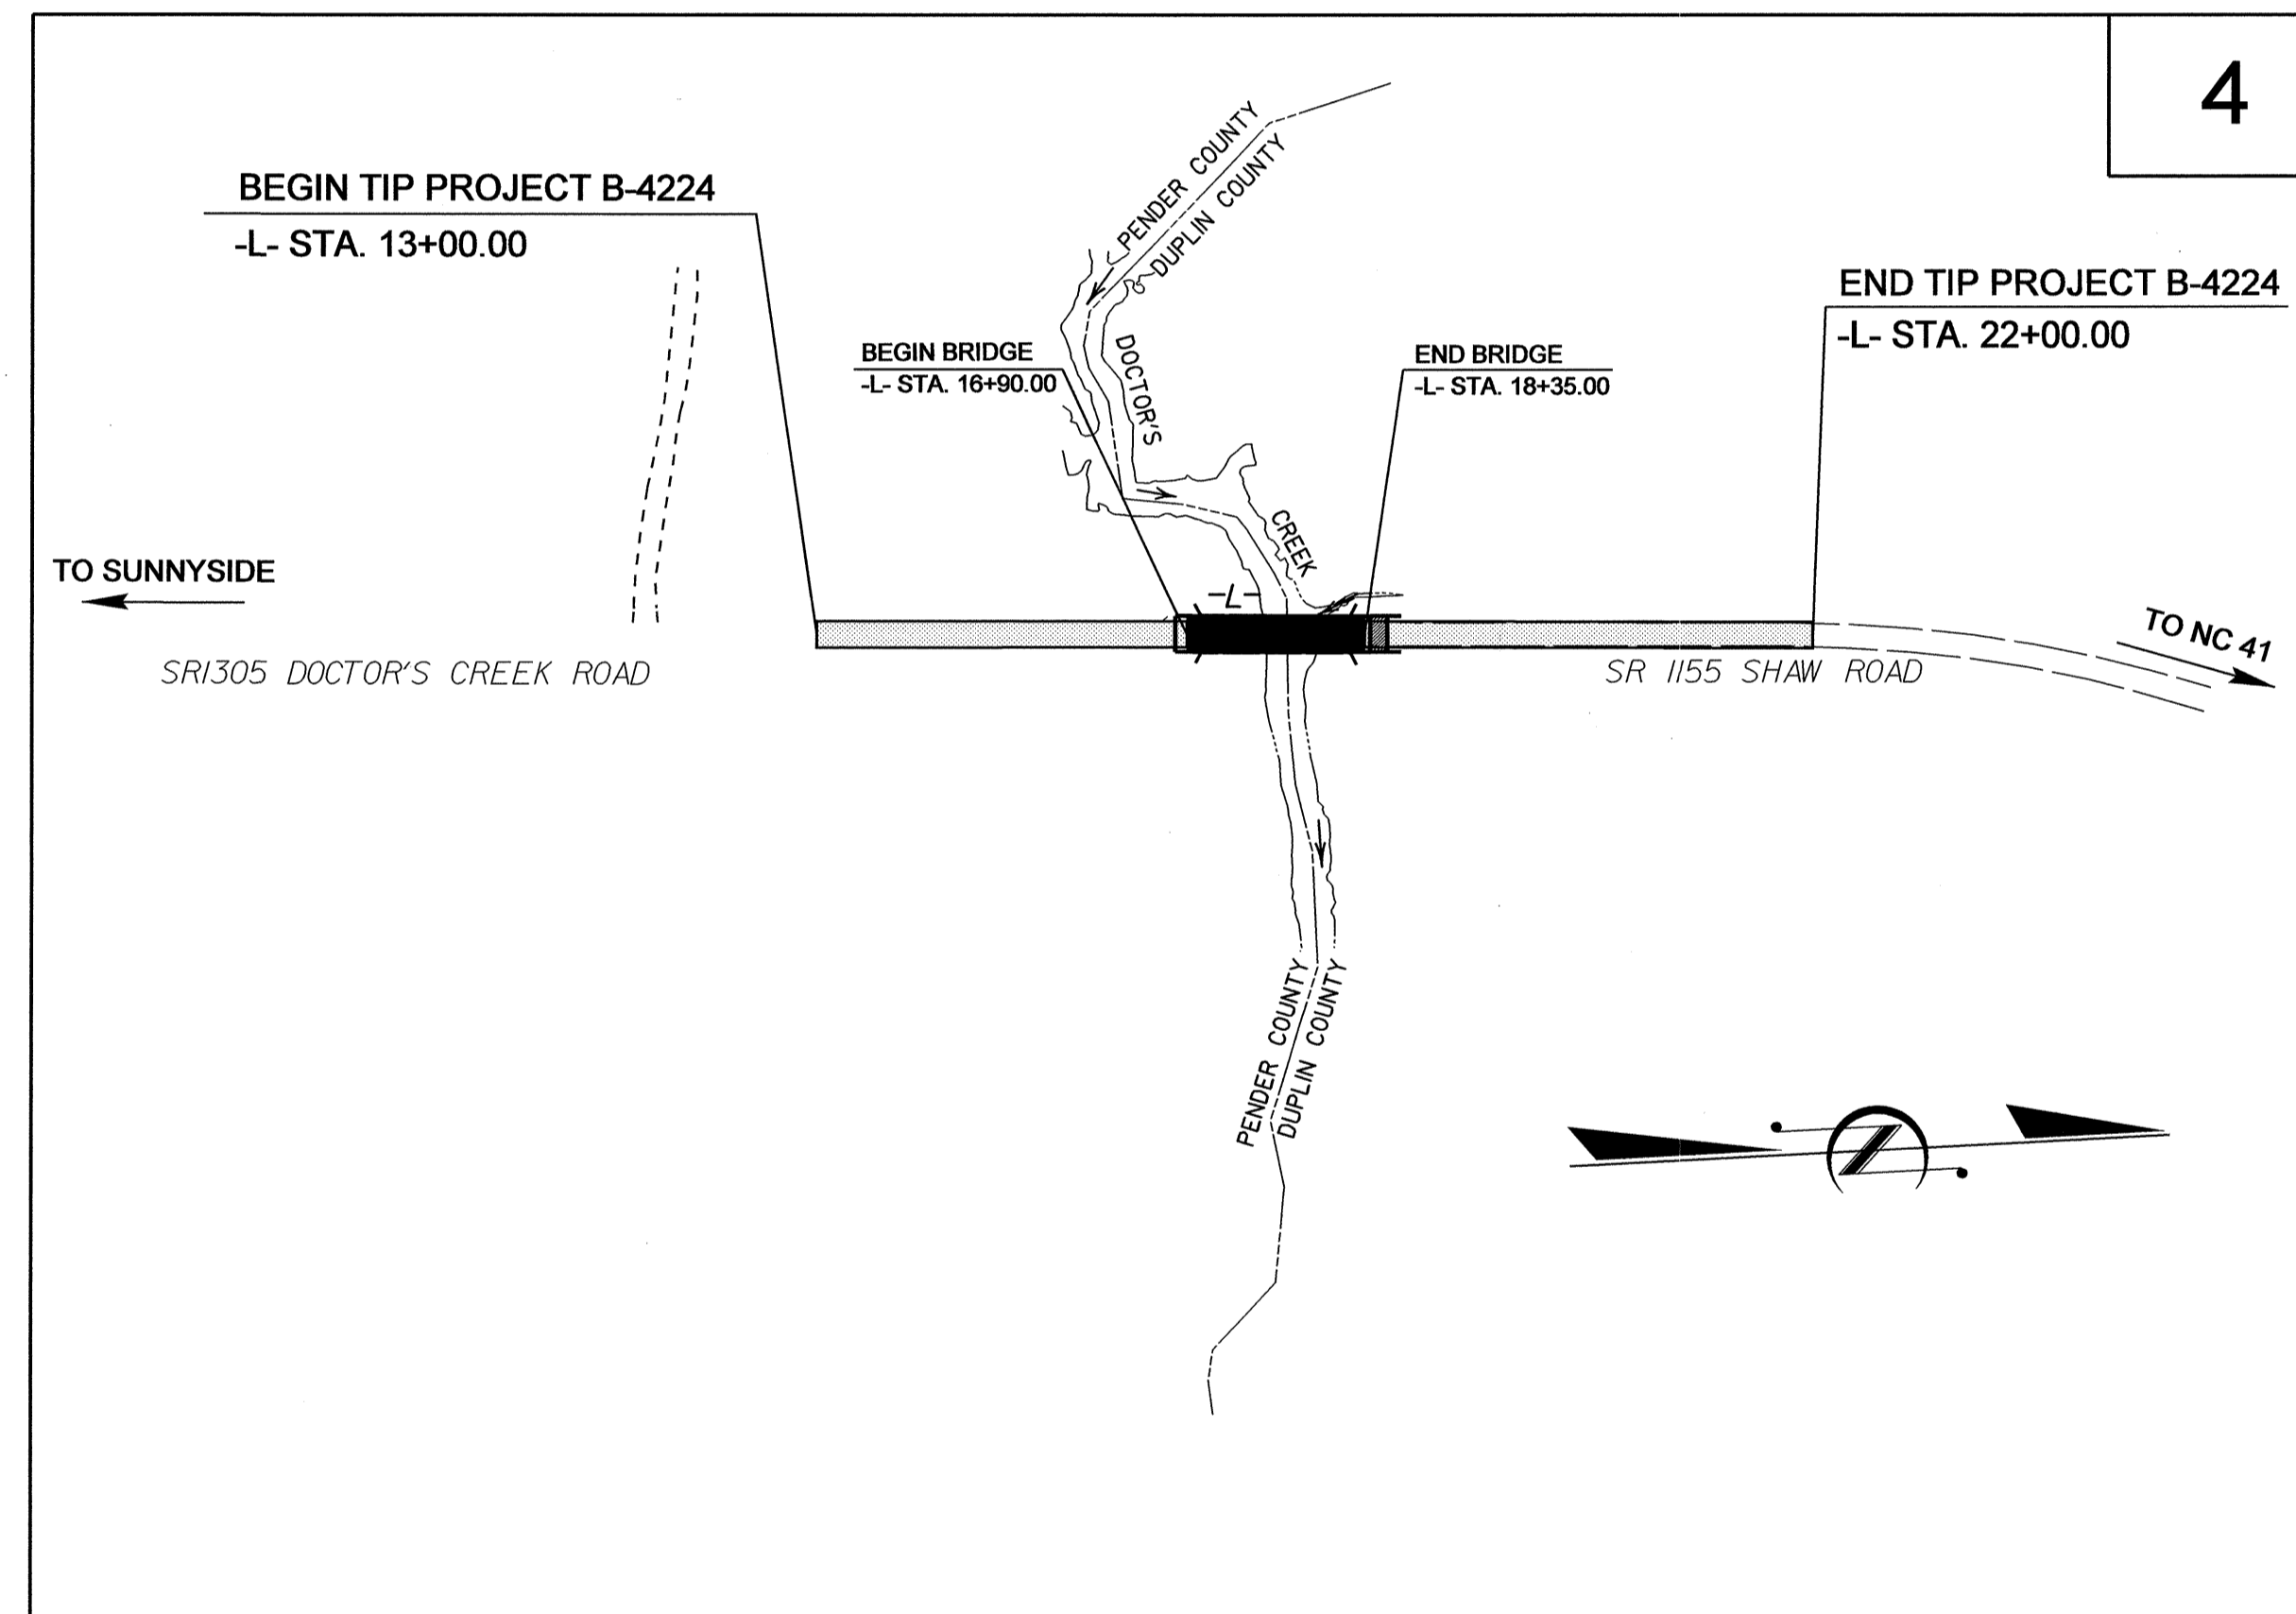 4
PENDER COUNTY
DUPLIN COUNTY
BEGIN TIP PROJECT B-4224
-L- STA. 13+00.00
END TIP PROJECT B-4224
-L- STA. 22+00.00
BEGIN BRIDGE
-L- STA. 16+90.00
DOCTOR'S
CREEK
END BRIDGE
-L- STA. 18+35.00
TO SUNNYSIDE
-L-
TO NC 41
SR1305 DOCTOR'S CREEK ROAD
SR 1155 SHAW ROAD
PENDER COUNTY
DUPLIN COUNTY